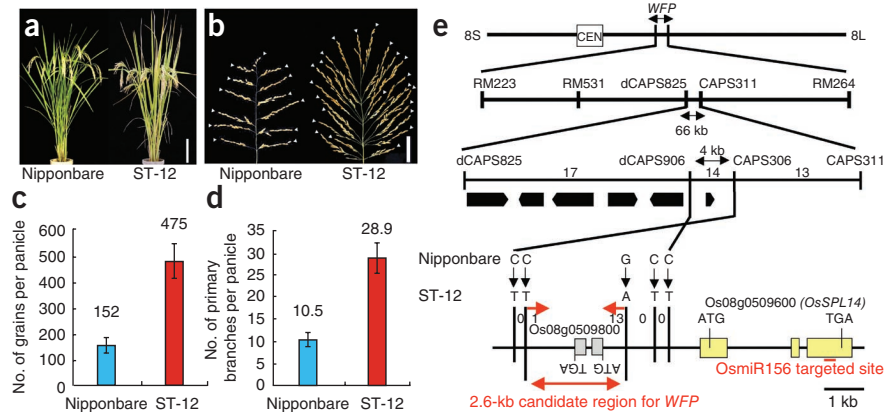 a
b
Nipponbare ST-12
Nipponbare ST-12
c
No. of grains per panicle
600
500
400
300
200
100
0
152
475
Nipponbare ST-12
d
No. of primary
branches per panicle
35
30
25
20
15
10
5
0
10.5
28.9
Nipponbare ST-12
e
WFP
8S CEN 8L
RM223 RM531 dCAPS825 CAPS311 RM264
66 kb
4 kb
dCAPS825 dCAPS906 CAPS306 CAPS311
17 14 13
Nipponbare C C G C C
ST-12 T T A T T
0 1 13 0 0
Os08g0509800
TGA ATG
Os08g0509600 (OsSPL14)
ATG TGA
OsmiR156 targeted site
2.6-kb candidate region for WFP
1 kb